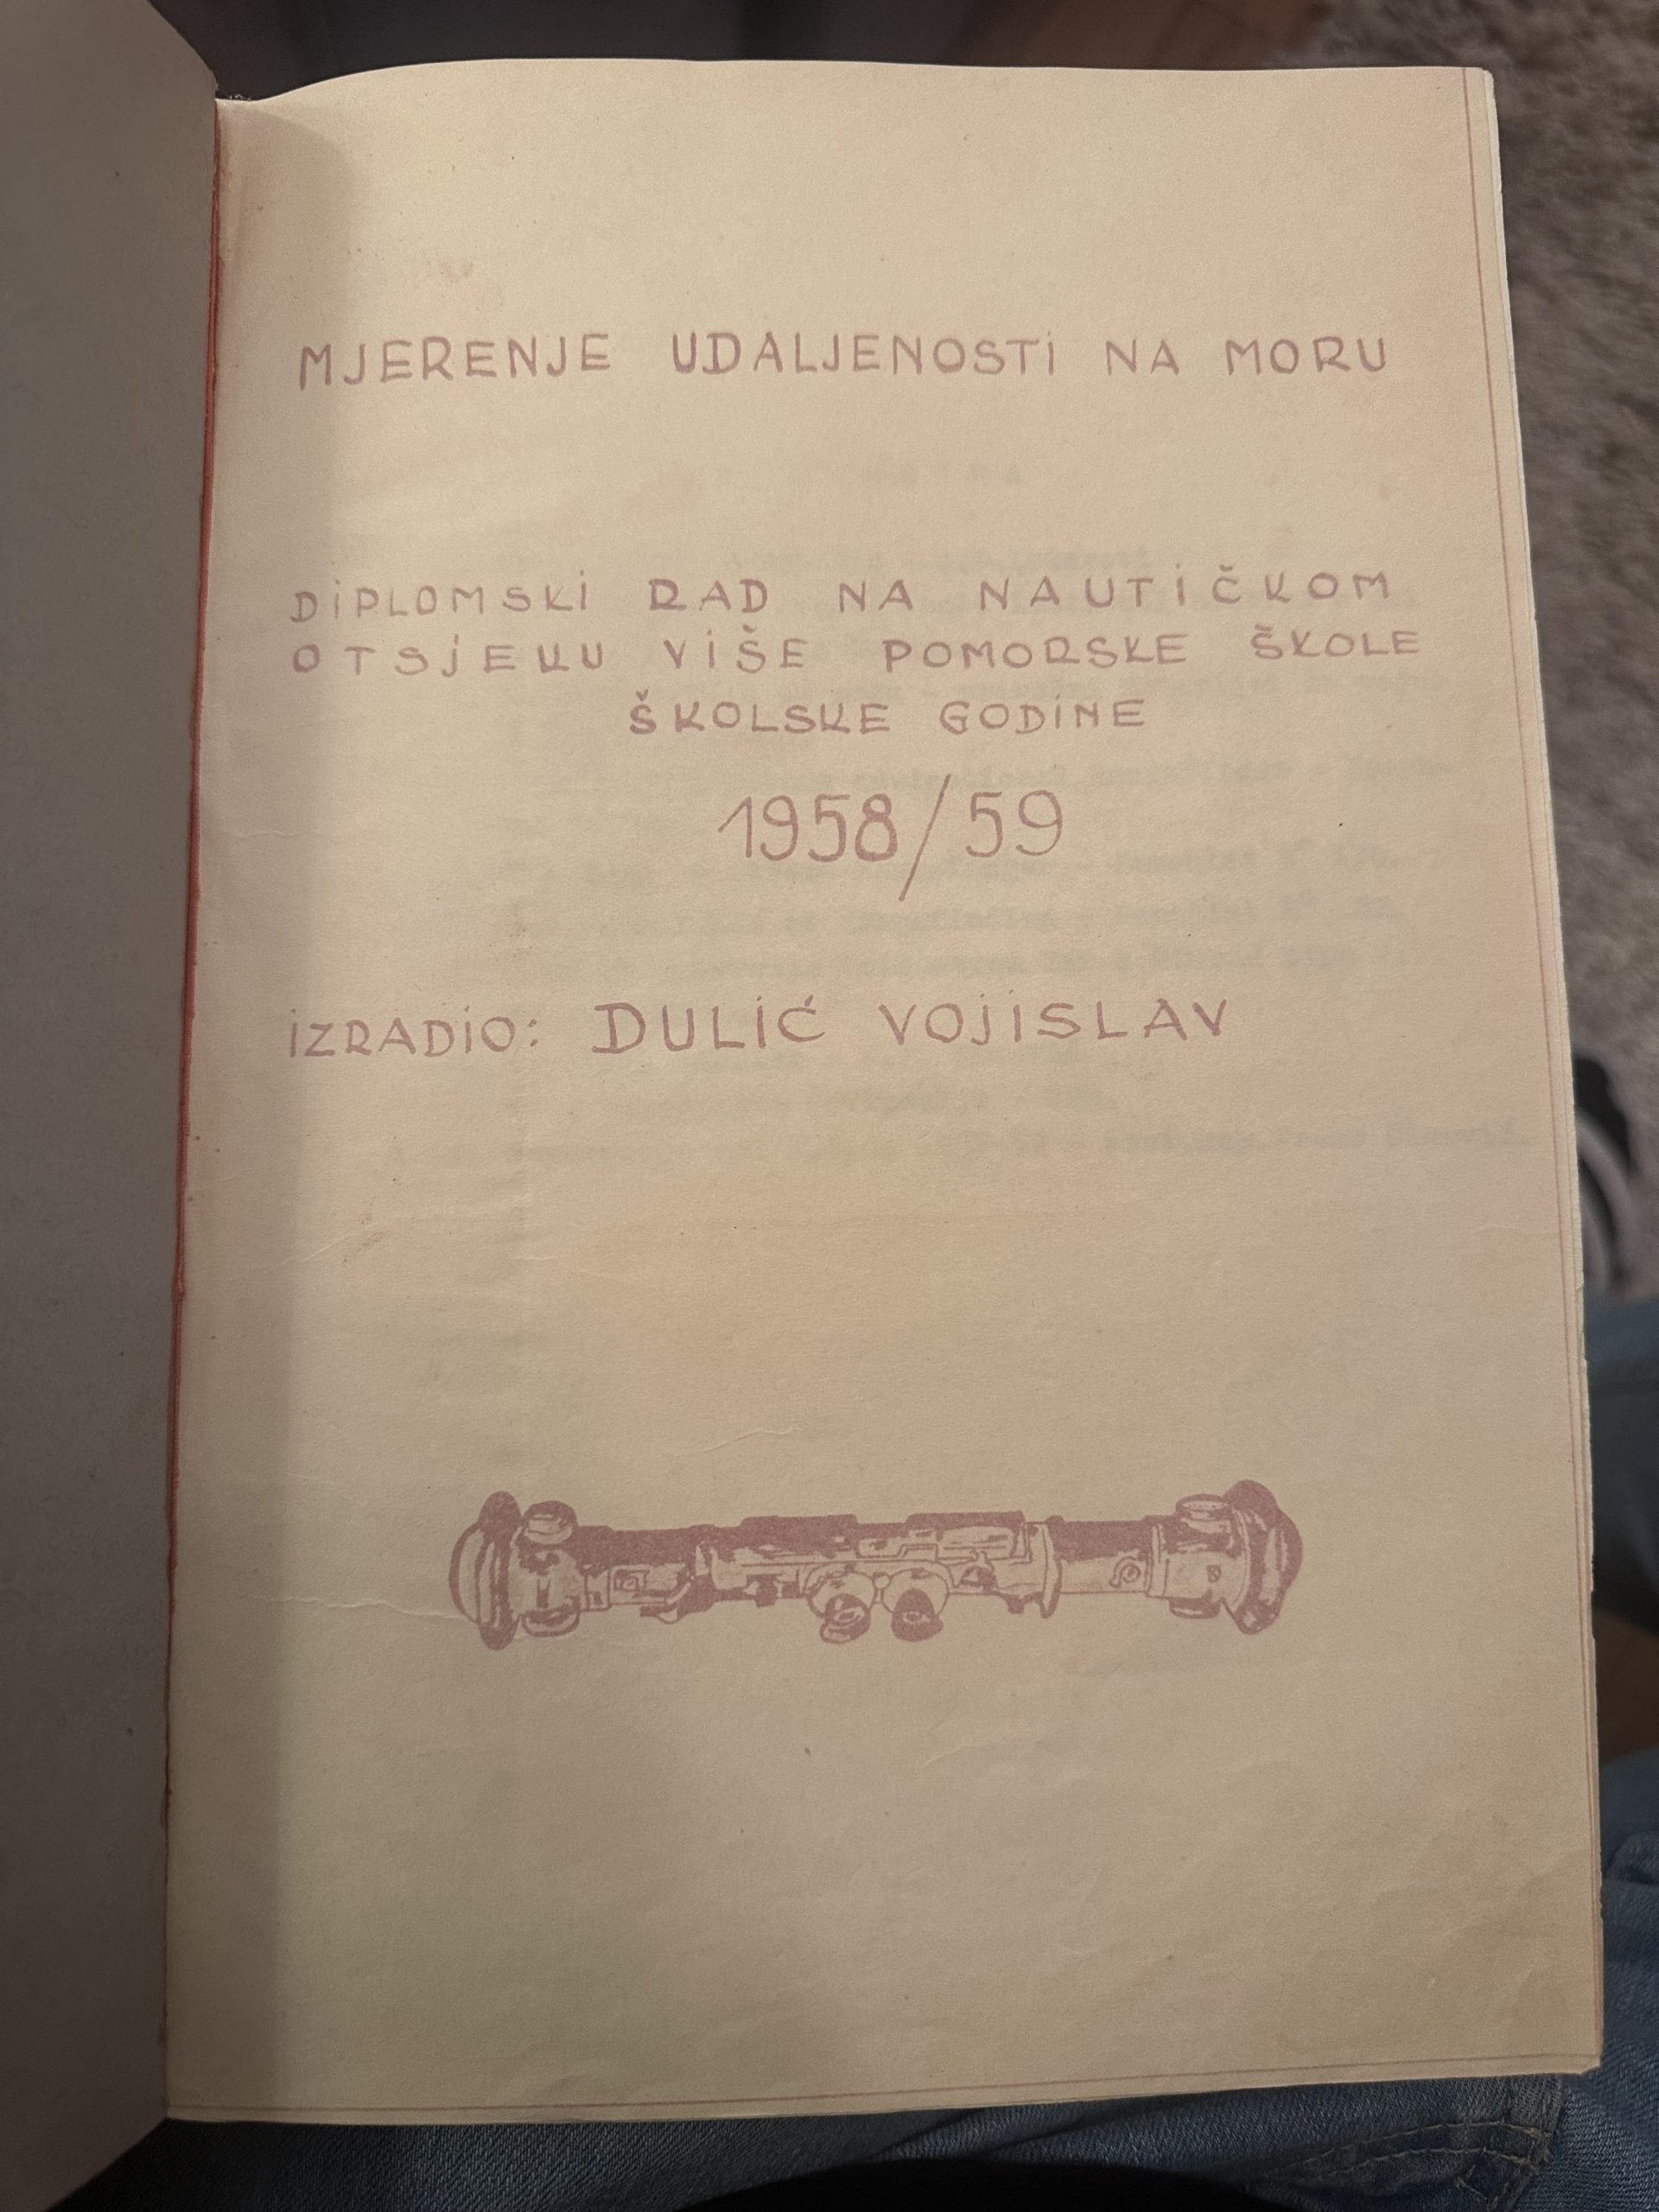 MJERENJE UDALJENOSTI NA MORU
DIPLOMSKI RAD NA NAUTIČKOM
OTSJEKU VIŠE POMORSKE ŠKOLE
ŠKOLSKE GODINE
1958/59
IZRADIO: DULIĆ VOJISLAV